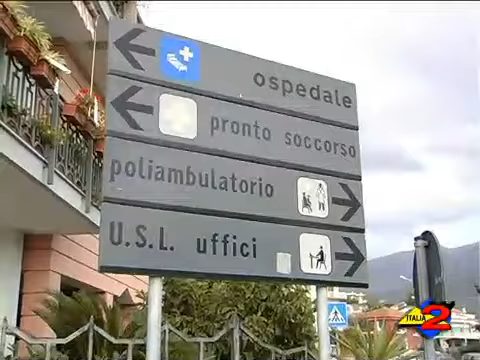 ospedale
pronto soccorso
poliambulatorio
U.S.L. uffici
ITALIA 2